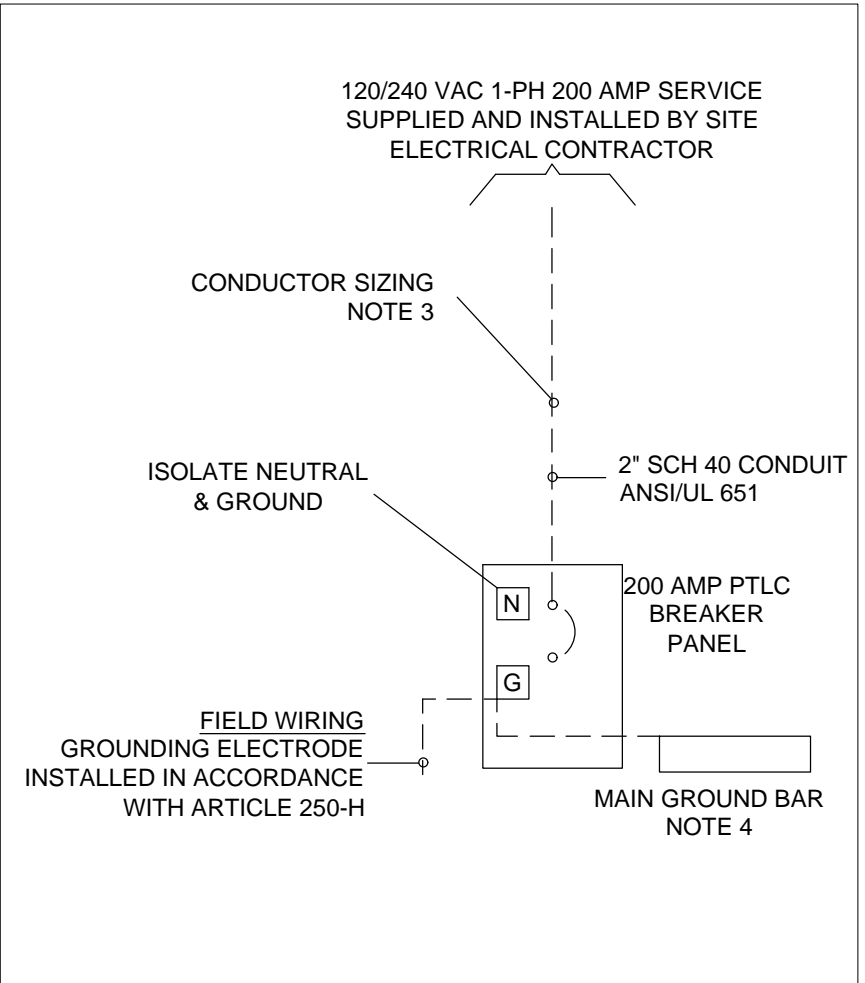 120/240 VAC 1-PH 200 AMP SERVICE
SUPPLIED AND INSTALLED BY SITE
ELECTRICAL CONTRACTOR
CONDUCTOR SIZING
NOTE 3
2" SCH 40 CONDUIT
ANSI/UL 651
ISOLATE NEUTRAL
& GROUND
N
200 AMP PTLC
BREAKER
PANEL
G
FIELD WIRING
GROUNDING ELECTRODE
INSTALLED IN ACCORDANCE
WITH ARTICLE 250-H
MAIN GROUND BAR
NOTE 4